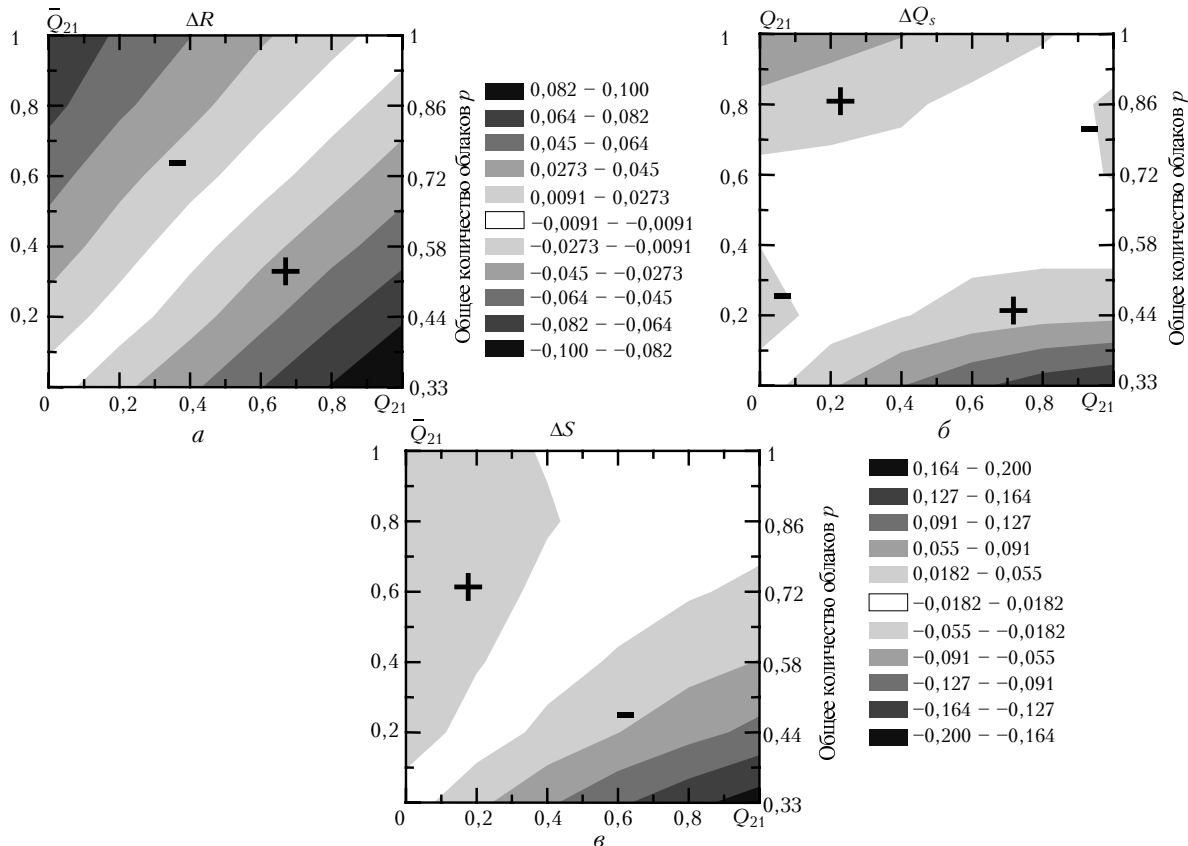 Q̄₂₁ ΔR
1
0,8
0,6
0,4
0,2
0 0,2 0,4 0,6 0,8 Q₂₁
1
0,86
0,72
0,58
0,44
0,33
Общее количество облаков p
а
0,082 − 0,100
0,064 − 0,082
0,045 − 0,064
0,0273 − 0,045
0,0091 − 0,0273
−0,0091 − −0,0091
−0,0273 − −0,0091
−0,045 − −0,0273
−0,064 − −0,045
−0,082 − −0,064
−0,100 − −0,082
Q₂₁ ΔQₛ
1
0,8
0,6
0,4
0,2
0 0,2 0,4 0,6 0,8 Q₂₁
1
0,86
0,72
0,58
0,44
0,33
Общее количество облаков p
б
Q̄₂₁ ΔS
1
0,8
0,6
0,4
0,2
0 0,2 0,4 0,6 0,8 Q₂₁
1
0,86
0,72
0,58
0,44
0,33
Общее количество облаков p
в
0,164 − 0,200
0,127 − 0,164
0,091 − 0,127
0,055 − 0,091
0,0182 − 0,055
−0,0182 − 0,0182
−0,055 − −0,0182
−0,091 − −0,055
−0,127 − −0,091
−0,164 − −0,127
−0,200 − −0,164